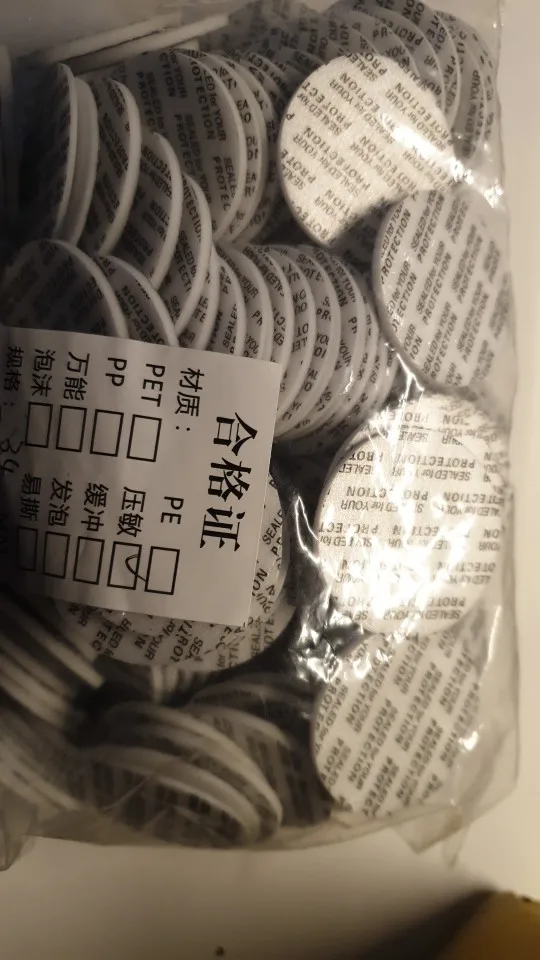 合格证
材质：
PET □ PE □
PP □ 压敏 ☑
万能 □ 缓冲 □
泡沫 □ 发泡 □
规格： 易撕 □
SEALED for YOUR
PROTECTION